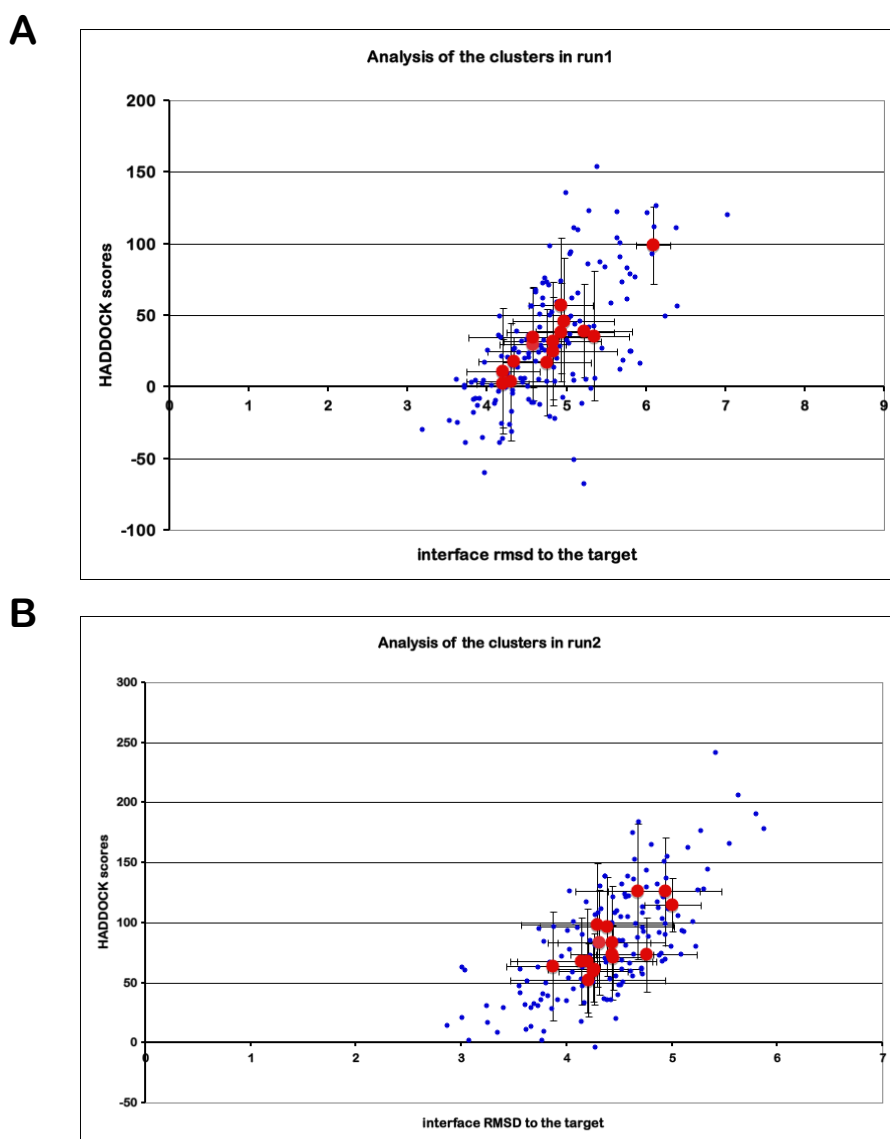 A
Analysis of the clusters in run1
200
150
100
50
0
-50
-100
0 1 2 3 4 5 6 7 8 9
HADDOCK scores
interface rmsd to the target
B
Analysis of the clusters in run2
300
250
200
150
100
50
0
-50
0 1 2 3 4 5 6 7
HADDOCK scores
interface RMSD to the target